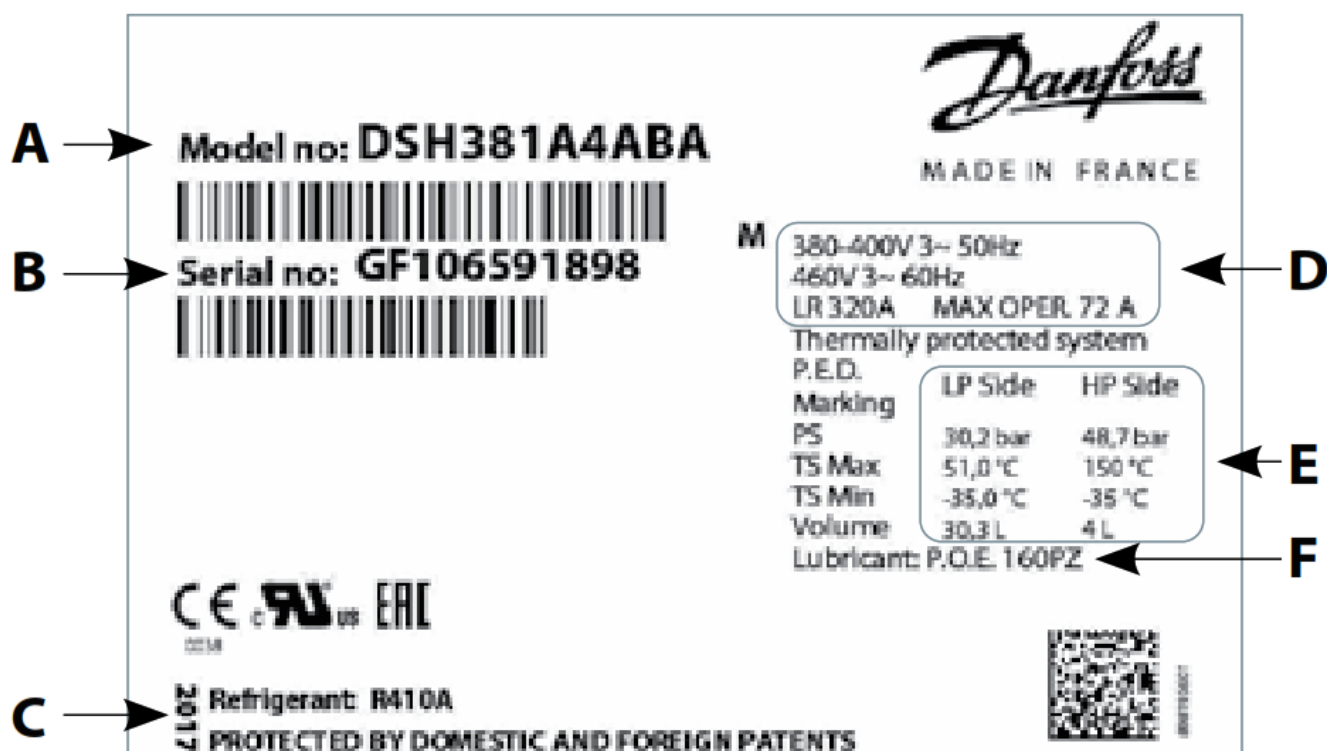 Danfoss
MADE IN FRANCE
A
Model no: DSH381A4ABA
B
Serial no: GF106591898
M
380-400V 3~ 50Hz
460V 3~ 60Hz
LR 320A MAX OPER. 72 A
D
Thermally protected system
P.E.D.
Marking LP Side HP Side
PS 30,2 bar 48,7 bar
TS Max 51,0 °C 150 °C
TS Min -35,0 °C -35 °C
Volume 30,3 L 4 L
E
Lubricant: P.O.E. 160PZ
F
CE c RU us EAC
C
2017
Refrigerant: R410A
PROTECTED BY DOMESTIC AND FOREIGN PATENTS